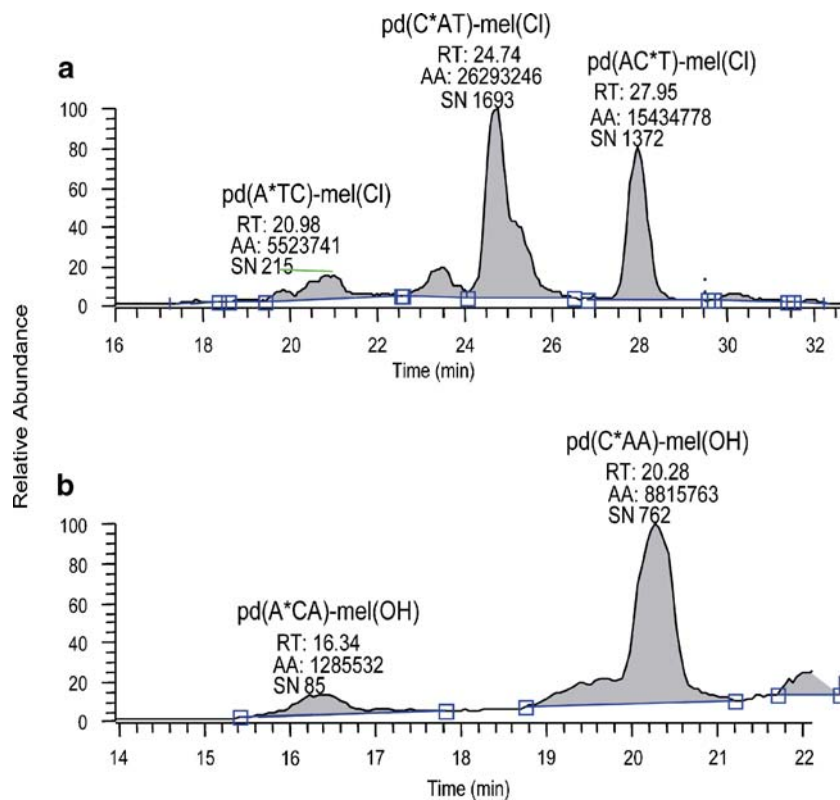 pd(C*AT)-mel(Cl)
RT: 24.74
AA: 26293246
SN 1693
pd(AC*T)-mel(Cl)
RT: 27.95
AA: 15434778
SN 1372
a
pd(A*TC)-mel(Cl)
RT: 20.98
AA: 5523741
SN 215
100
80
60
40
20
0
16 18 20 22 24 26 28 30 32
Time (min)
Relative Abundance
b
pd(C*AA)-mel(OH)
RT: 20.28
AA: 8815763
SN 762
pd(A*CA)-mel(OH)
RT: 16.34
AA: 1285532
SN 85
100
80
60
40
20
0
14 15 16 17 18 19 20 21 22
Time (min)